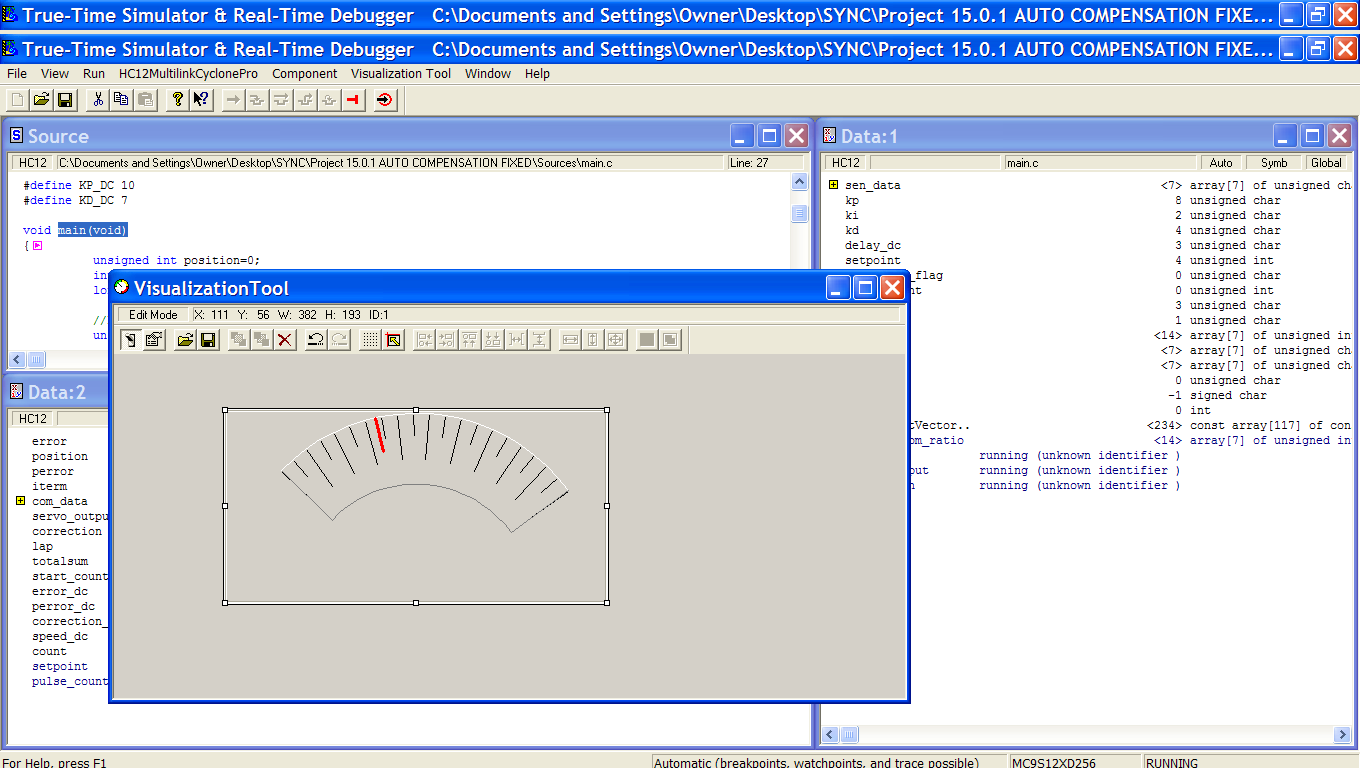 True-Time Simulator & Real-Time Debugger C:\Documents and Settings\Owner\Desktop\SYNC\Project 15.0.1 AUTO COMPENSATION FIXE...
True-Time Simulator & Real-Time Debugger C:\Documents and Settings\Owner\Desktop\SYNC\Project 15.0.1 AUTO COMPENSATION FIXE...
File View Run HC12MultilinkCyclonePro Component Visualization Tool Window Help
Source
HC12 C:\Documents and Settings\Owner\Desktop\SYNC\Project 15.0.1 AUTO COMPENSATION FIXED\Sources\main.c Line: 27
#define KP_DC 10
#define KD_DC 7
void main(void)
{
unsigned int position=0;
in
lo
//
un
Data:1
HC12 main.c Auto Symb Global
sen_data <7> array[7] of unsigned ch
kp 8 unsigned char
ki 2 unsigned char
kd 4 unsigned char
delay_dc 3 unsigned char
setpoint 4 unsigned int
_flag 0 unsigned char
nt 0 unsigned int
3 unsigned char
1 unsigned char
<14> array[7] of unsigned in
<7> array[7] of unsigned ch
<7> array[7] of unsigned ch
0 unsigned char
-1 signed char
0 int
tVector.. <234> const array[117] of con
om_ratio <14> array[7] of unsigned in
running (unknown identifier )
out running (unknown identifier )
n running (unknown identifier )
VisualizationTool
Edit Mode X: 111 Y: 56 W: 382 H: 193 ID:1
Data:2
HC12
error
position
perror
iterm
com_data
servo_outpu
correction
lap
totalsum
start_count
error_dc
perror_dc
correction_
speed_dc
count
setpoint
pulse_count
For Help, press F1
Automatic (breakpoints, watchpoints, and trace possible) MC9S12XD256 RUNNING